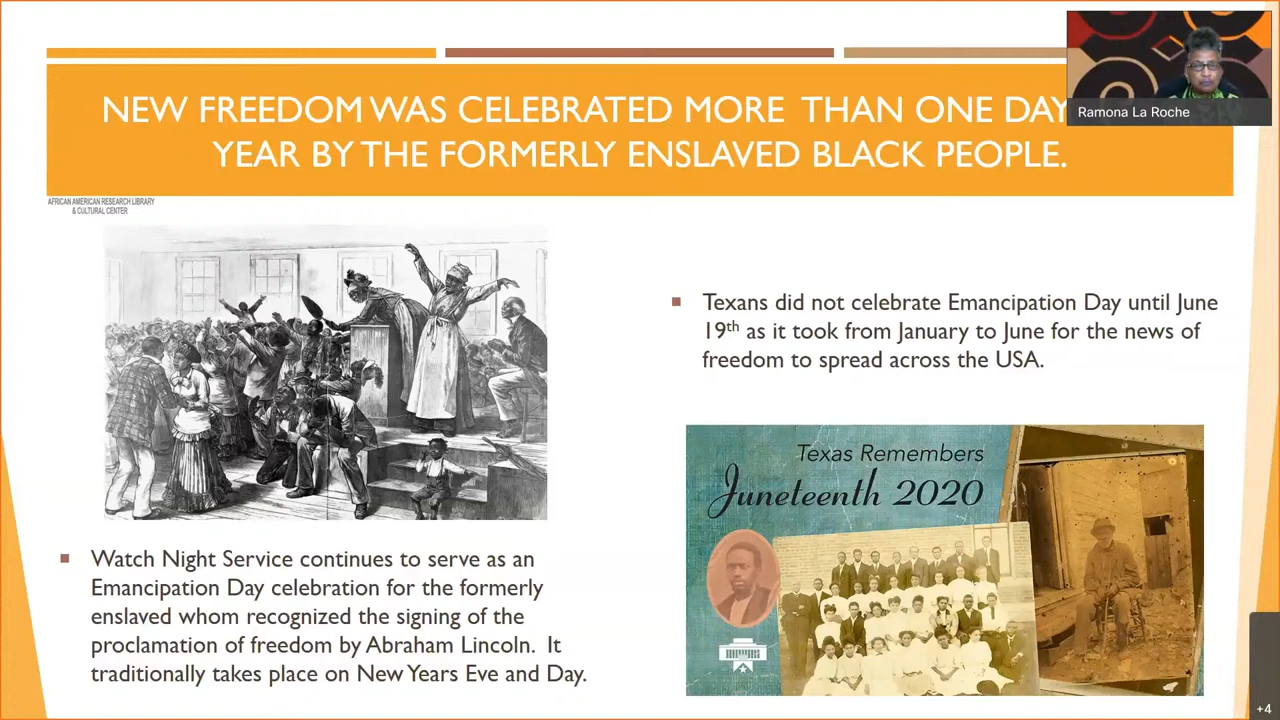 NEW FREEDOM WAS CELEBRATED MORE THAN ONE DAY
YEAR BY THE FORMERLY ENSLAVED BLACK PEOPLE.
Ramona La Roche
AFRICAN AMERICAN RESEARCH LIBRARY
& CULTURAL CENTER
Texans did not celebrate Emancipation Day until June
19th as it took from January to June for the news of
freedom to spread across the USA.
Texas Remembers
Juneteenth 2020
Watch Night Service continues to serve as an
Emancipation Day celebration for the formerly
enslaved whom recognized the signing of the
proclamation of freedom by Abraham Lincoln. It
traditionally takes place on New Years Eve and Day.
+4